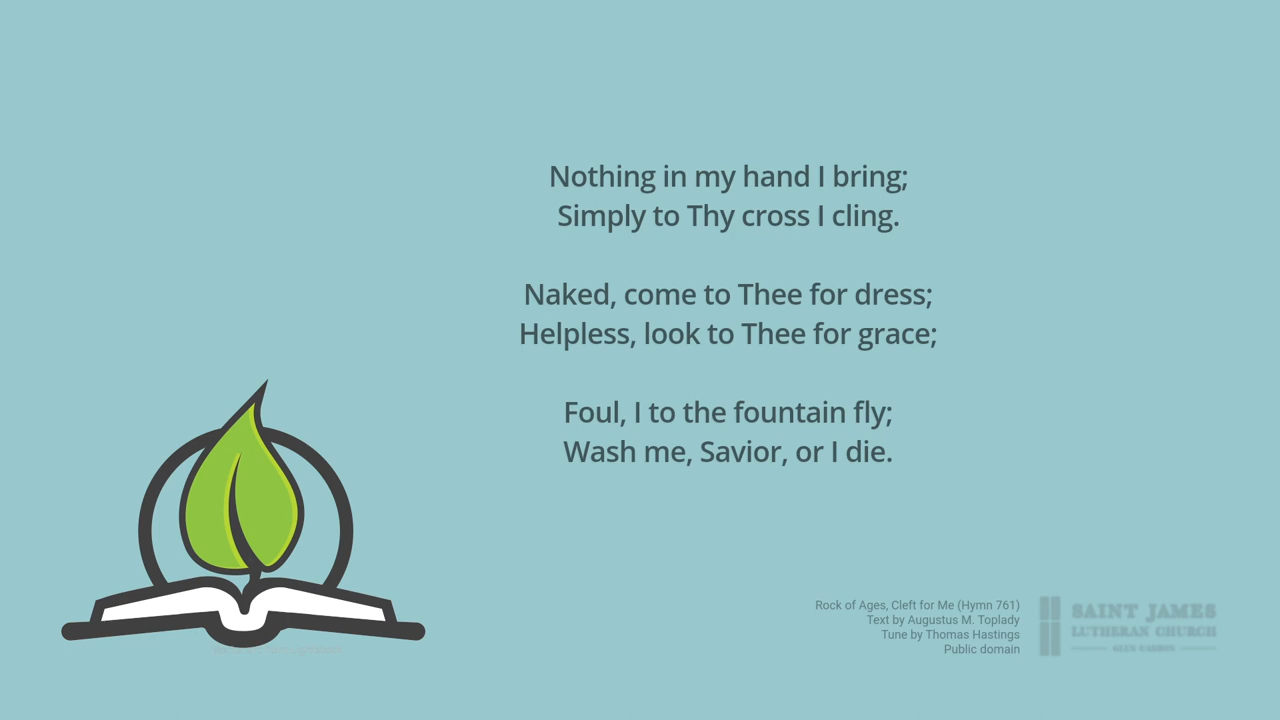 Nothing in my hand I bring;
Simply to Thy cross I cling.
Naked, come to Thee for dress;
Helpless, look to Thee for grace;
Foul, I to the fountain fly;
Wash me, Savior, or I die.
Rock of Ages, Cleft for Me (Hymn 761)
Text by Augustus M. Toplady
Tune by Thomas Hastings
Public domain
SAINT JAMES
LUTHERAN CHURCH
GLEN CARBON